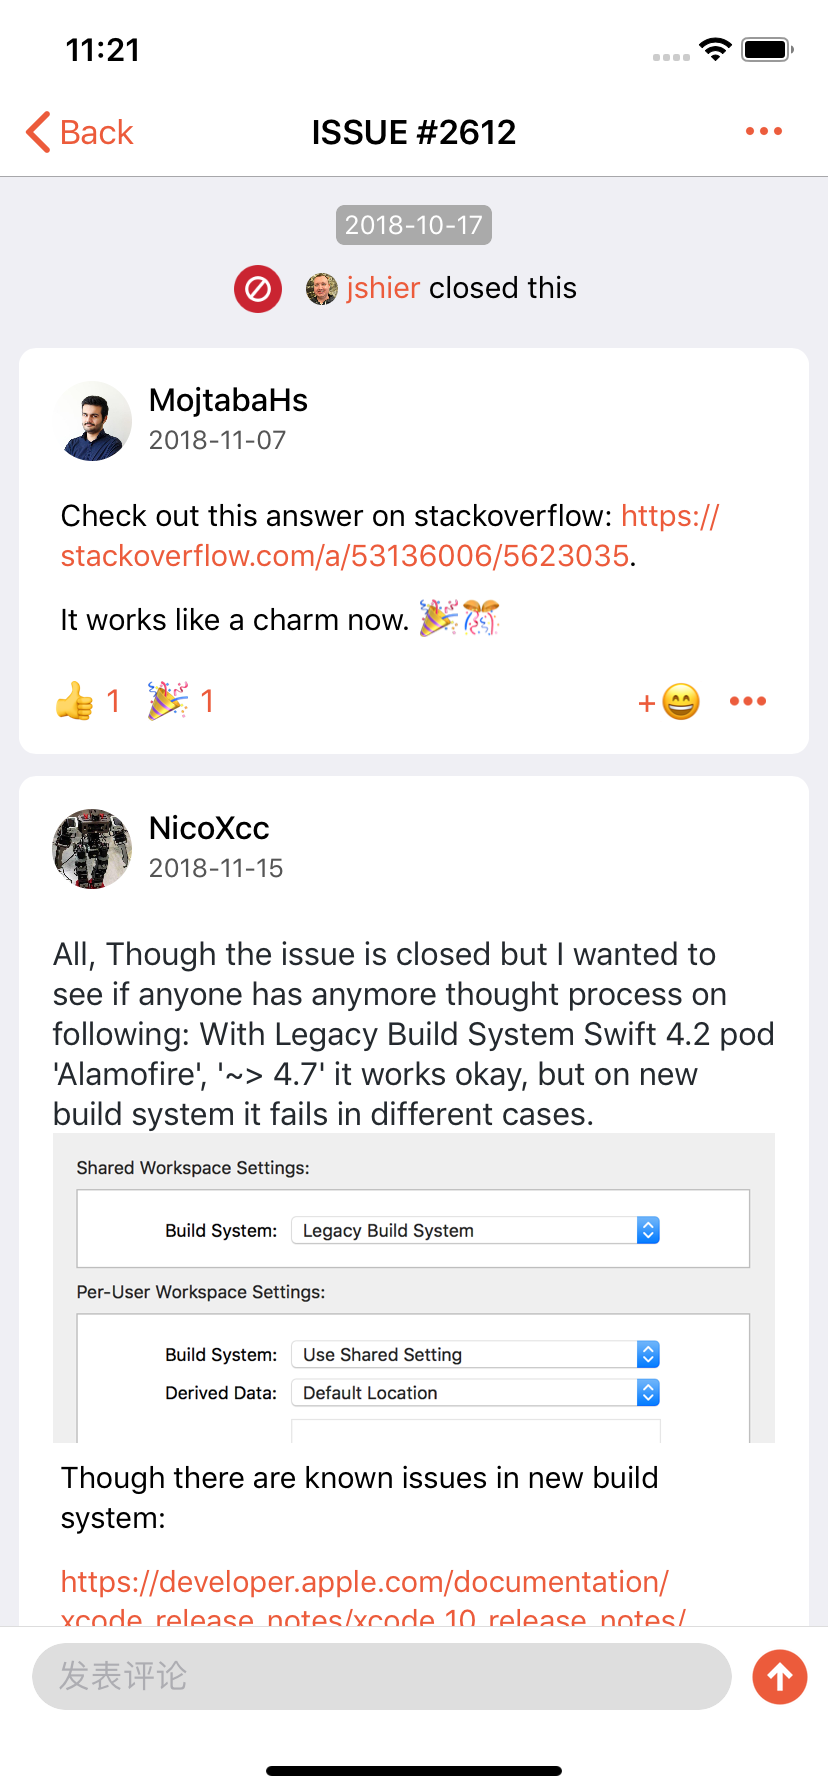 11:21
Back
ISSUE #2612
2018-10-17
jshier closed this
MojtabaHs
2018-11-07
Check out this answer on stackoverflow: https://
stackoverflow.com/a/53136006/5623035.
It works like a charm now. 🎉🎊
👍 1 🎉 1 +😄
NicoXcc
2018-11-15
All, Though the issue is closed but I wanted to
see if anyone has anymore thought process on
following: With Legacy Build System Swift 4.2 pod
'Alamofire', '~> 4.7' it works okay, but on new
build system it fails in different cases.
Shared Workspace Settings:
Build System: Legacy Build System
Per-User Workspace Settings:
Build System: Use Shared Setting
Derived Data: Default Location
Though there are known issues in new build
system:
https://developer.apple.com/documentation/
xcode_release_notes/xcode_10_release_notes/
发表评论